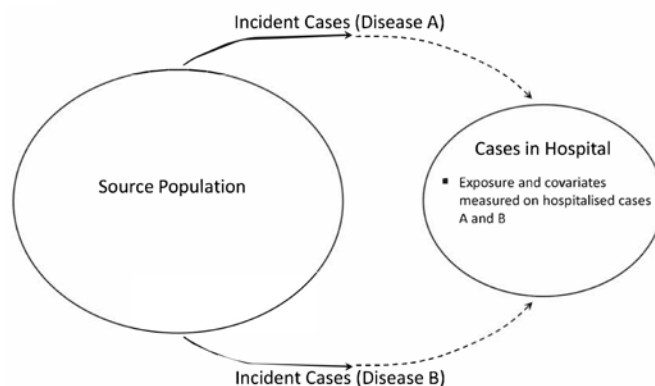 Incident Cases (Disease A)
Source Population
Cases in Hospital
▪ Exposure and covariates
measured on hospitalised cases
A and B
Incident Cases (Disease B)